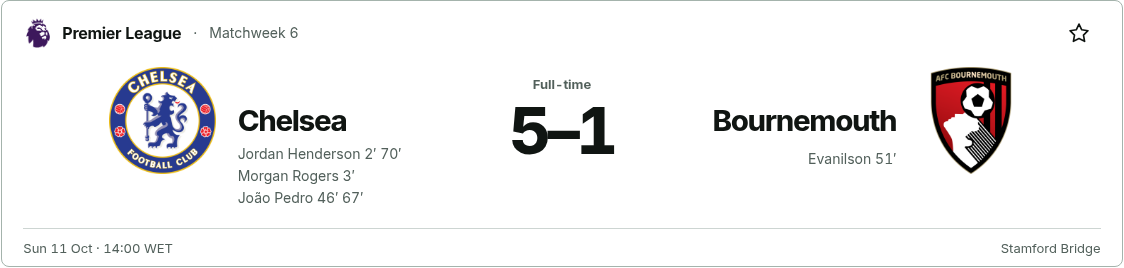 Premier League · Matchweek 6
CHELSEA
FOOTBALL CLUB
Chelsea
Jordan Henderson 2′ 70′
Morgan Rogers 3′
João Pedro 46′ 67′
Full-time
5–1
Bournemouth
Evanilson 51′
AFC BOURNEMOUTH
Sun 11 Oct · 14:00 WET
Stamford Bridge